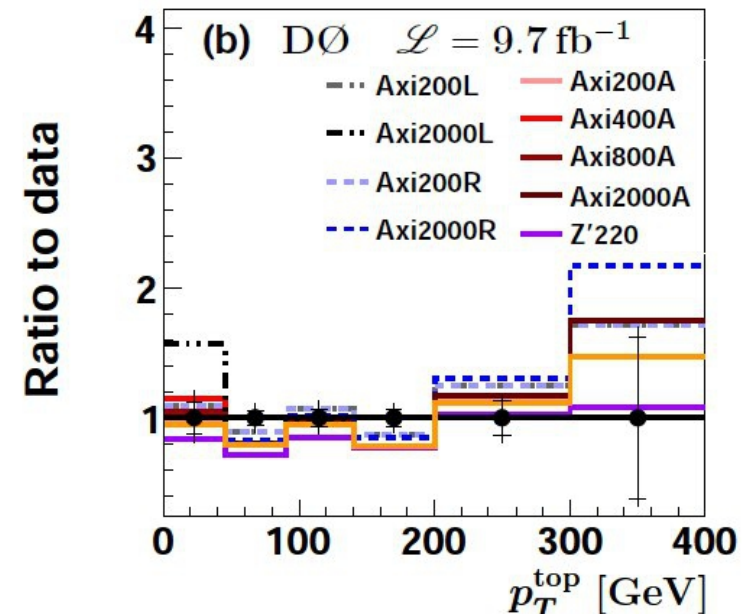 (b) DØ ℒ = 9.7 fb⁻¹
Axi200L
Axi2000L
Axi200R
Axi2000R
Axi200A
Axi400A
Axi800A
Axi2000A
Z′220
Ratio to data
4
3
2
1
0 100 200 300 400
p_T^top [GeV]